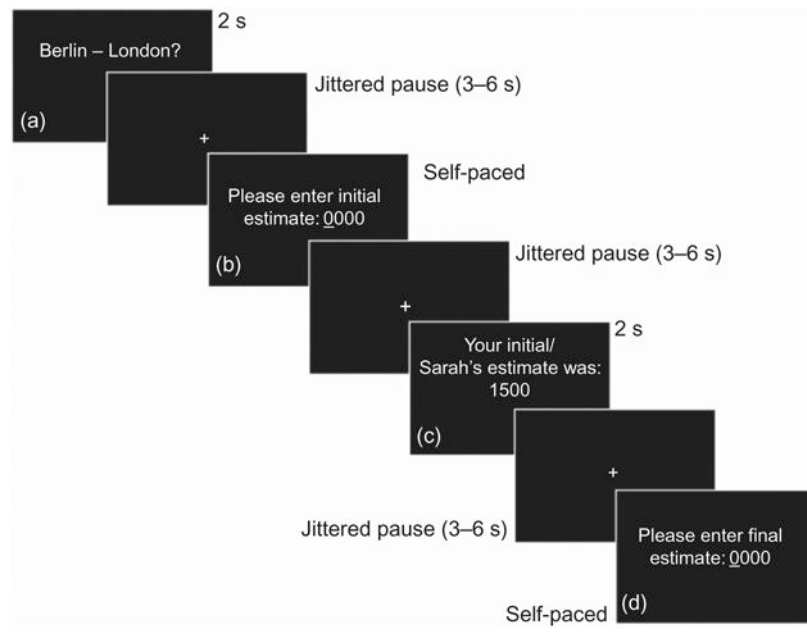 2 s
Berlin – London?
(a)
Jittered pause (3–6 s)
+
Self-paced
Please enter initial
estimate: 0000
(b)
Jittered pause (3–6 s)
+
2 s
Your initial/
Sarah's estimate was:
1500
(c)
+
Jittered pause (3–6 s)
Please enter final
estimate: 0000
(d)
Self-paced